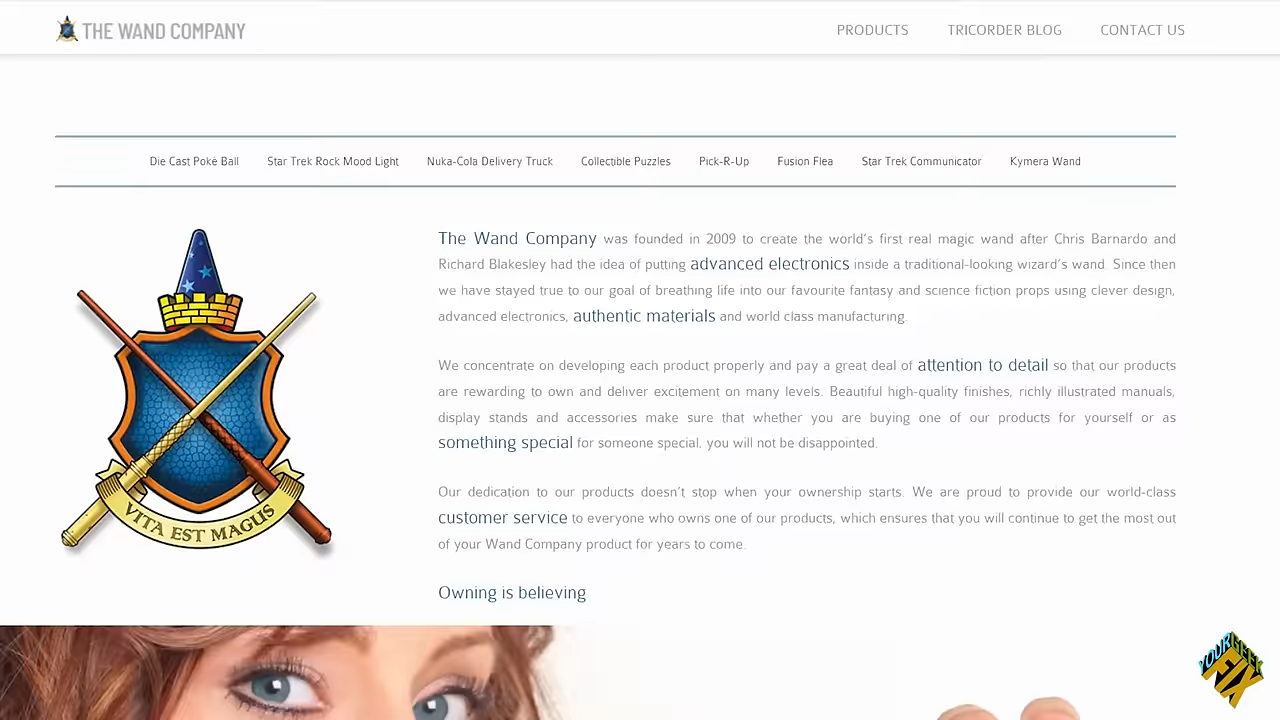 THE WAND COMPANY
PRODUCTS TRICORDER BLOG CONTACT US
Die Cast Poké Ball Star Trek Rock Mood Light Nuka-Cola Delivery Truck Collectible Puzzles Pick-R-Up Fusion Flea Star Trek Communicator Kymera Wand
The Wand Company was founded in 2009 to create the world's first real magic wand after Chris Barnardo and
Richard Blakesley had the idea of putting advanced electronics inside a traditional-looking wizard's wand. Since then
we have stayed true to our goal of breathing life into our favourite fantasy and science fiction props using clever design,
advanced electronics, authentic materials and world class manufacturing.
We concentrate on developing each product properly and pay a great deal of attention to detail so that our products
are rewarding to own and deliver excitement on many levels. Beautiful high-quality finishes, richly illustrated manuals,
display stands and accessories make sure that whether you are buying one of our products for yourself or as
something special for someone special, you will not be disappointed.
Our dedication to our products doesn't stop when your ownership starts. We are proud to provide our world-class
customer service to everyone who owns one of our products, which ensures that you will continue to get the most out
of your Wand Company product for years to come.
Owning is believing
VITA EST MAGUS
YOUR GEEK
FIX